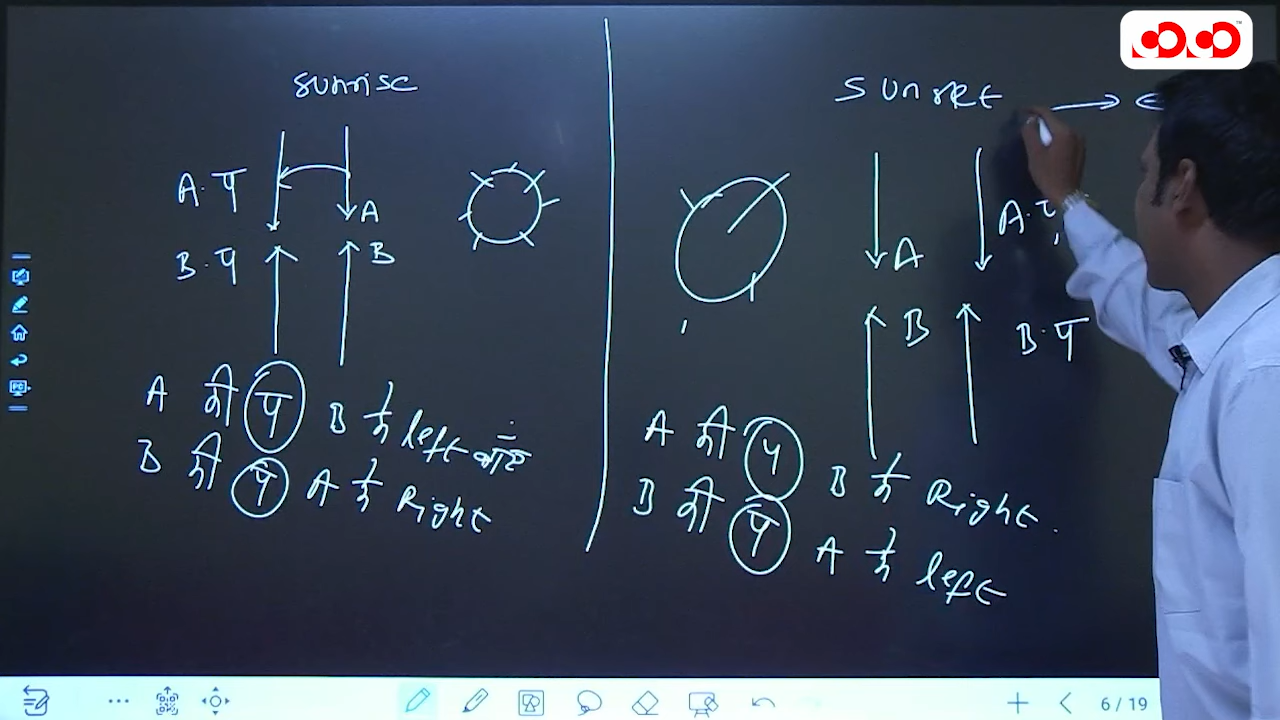 sunrise
A.प
A
B.प
B
A की प B के left
B की प A के Right
sunset
A
A.
B
B.प
A की प B के Right.
B की प A के left
6 / 19